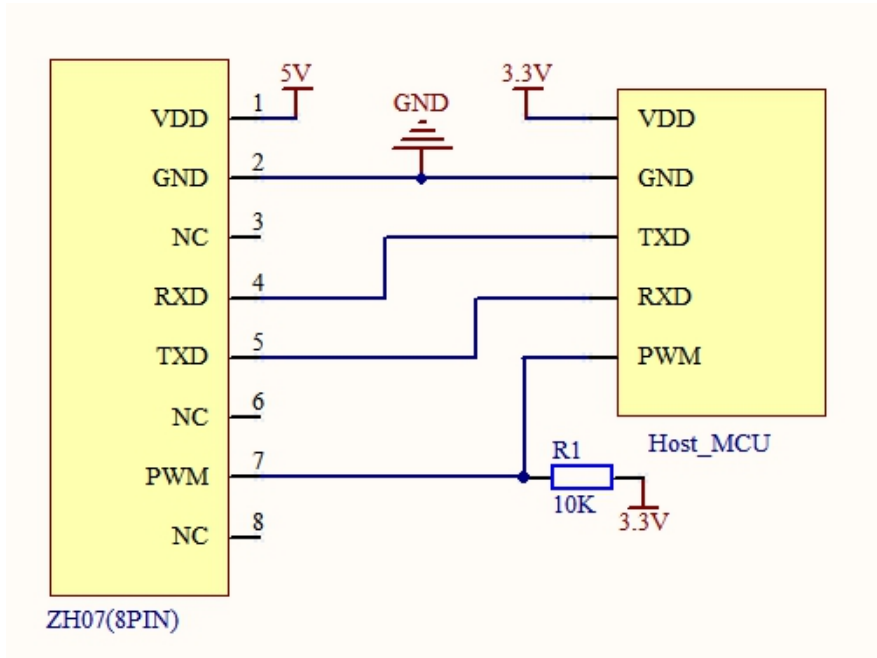 5V
3.3V
GND
VDD 1
GND 2
NC 3
RXD 4
TXD 5
NC 6
PWM 7
NC 8
ZH07(8PIN)
VDD
GND
TXD
RXD
PWM
Host_MCU
R1
10K
3.3V